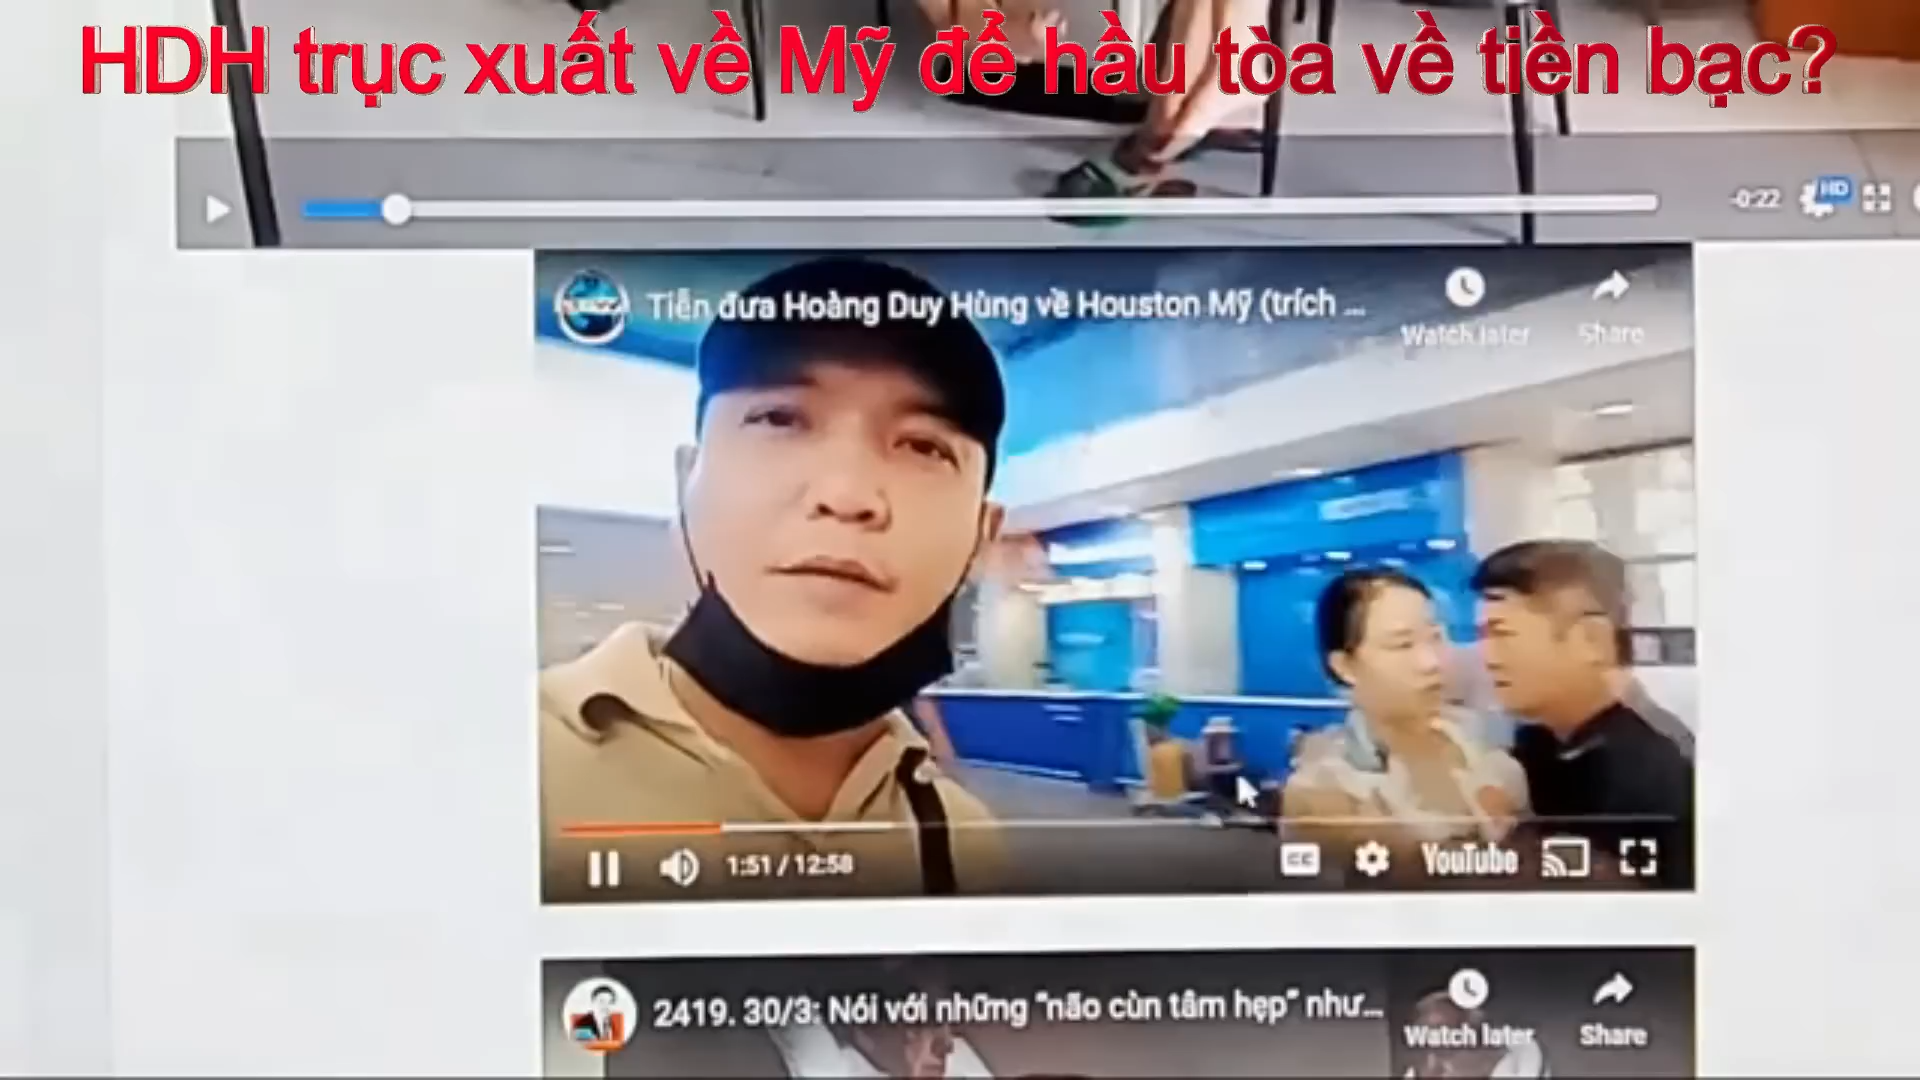 HDH trục xuất về Mỹ để hầu tòa về tiền bạc?
-0:22
HD
Tiễn đưa Hoàng Duy Hùng về Houston Mỹ (trích ...
Watch later
Share
1:51 / 12:58
CC
YouTube
2419. 30/3: Nói với những "não cùn tâm hẹp" như...
Watch later
Share